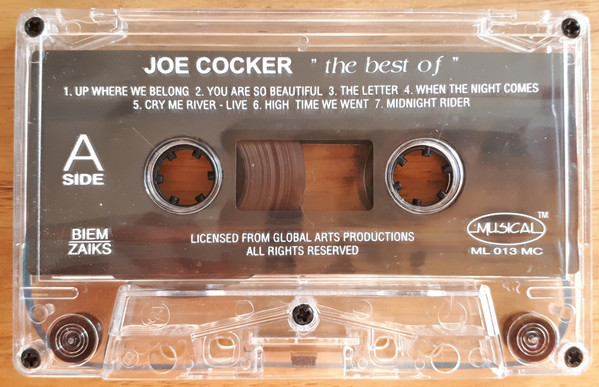 JOE COCKER " the best of "
1. UP WHERE WE BELONG 2. YOU ARE SO BEAUTIFUL 3. THE LETTER 4. WHEN THE NIGHT COMES
5. CRY ME RIVER - LIVE 6. HIGH TIME WE WENT 7. MIDNIGHT RIDER
A
SIDE
BIEM
ZAIKS
LICENSED FROM GLOBAL ARTS PRODUCTIONS
ALL RIGHTS RESERVED
MUSICAL TM
ML 013 MC